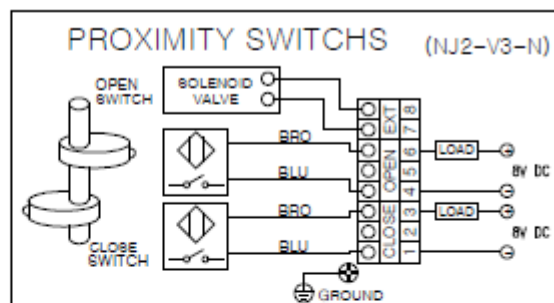 PROXIMITY SWITCHS (NJ2-V3-N)
OPEN
SWITCH
SOLENOID
VALVE
BRO
BLU
BRO
BLU
CLOSE
SWITCH
EXT
OPEN
CLOSE
8
7
6
5
4
3
2
1
LOAD
8V DC
LOAD
8V DC
GROUND